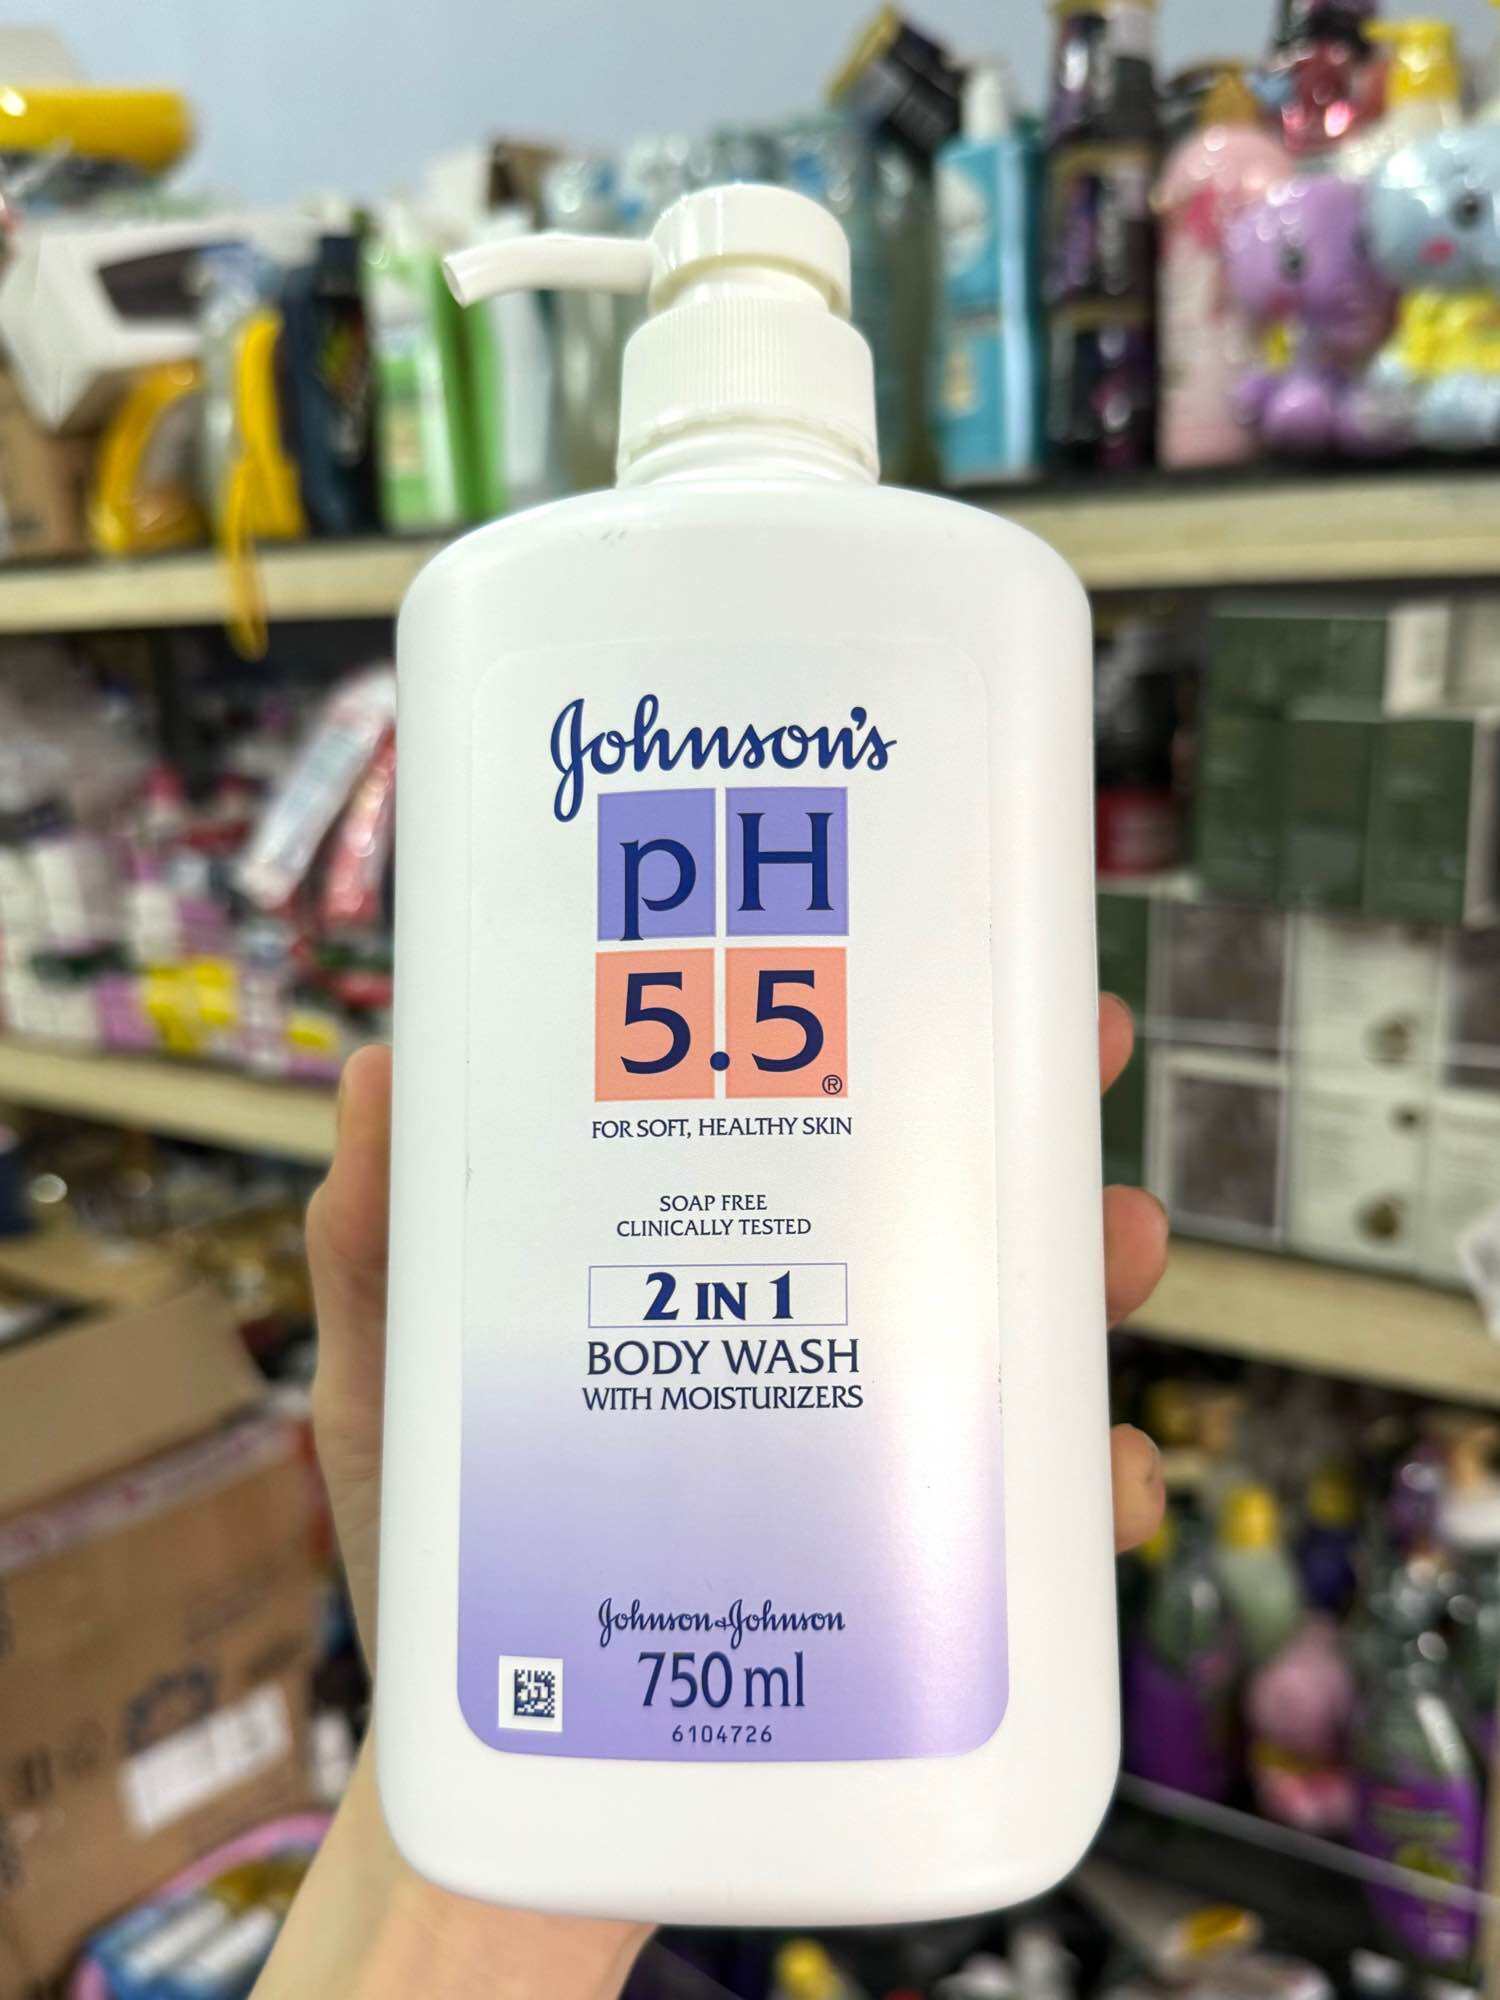 Johnson's
pH
5.5®
FOR SOFT, HEALTHY SKIN
SOAP FREE
CLINICALLY TESTED
2 IN 1
BODY WASH
WITH MOISTURIZERS
Johnson & Johnson
750 ml
6104726